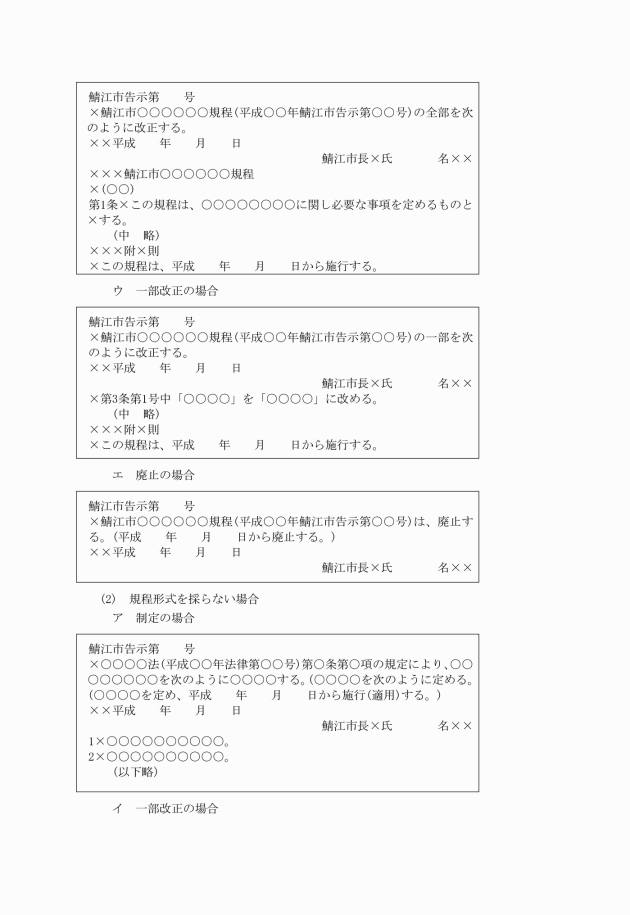 鯖江市告示第　　号
×鯖江市○○○○○○規程(平成○○年鯖江市告示第○○号)の全部を次
のように改正する。
××平成　　年　　月　　日
鯖江市長×氏　　　　名××
×××鯖江市○○○○○○規程
×(○○)
第1条×この規程は、○○○○○○○○に関し必要な事項を定めるものと
×する。
(中　略)
×××附×則
×この規程は、平成　　年　　月　　日から施行する。
ウ　一部改正の場合
鯖江市告示第　　号
×鯖江市○○○○○○規程(平成○○年鯖江市告示第○○号)の一部を次
のように改正する。
××平成　　年　　月　　日
鯖江市長×氏　　　　名××
×第3条第1号中「○○○○」を「○○○○」に改める。
(中　略)
×××附×則
×この規程は、平成　　年　　月　　日から施行する。
エ　廃止の場合
鯖江市告示第　　号
×鯖江市○○○○○○規程(平成○○年鯖江市告示第○○号)は、廃止す
る。(平成　　年　　月　　日から廃止する。)
××平成　　年　　月　　日
鯖江市長×氏　　　　名××
(2)　規程形式を採らない場合
ア　制定の場合
鯖江市告示第　　号
×○○○○法(平成○○年法律第○○号)第○条第○項の規定により、○○
○○○○○○を次のように○○○○する。(○○○○を次のように定める。
(○○○○を定め、平成　　年　　月　　日から施行(適用)する。)
××平成　　年　　月　　日
鯖江市長×氏　　　　名××
1×○○○○○○○○○○。
2×○○○○○○○○○○。
(以下略)
イ　一部改正の場合